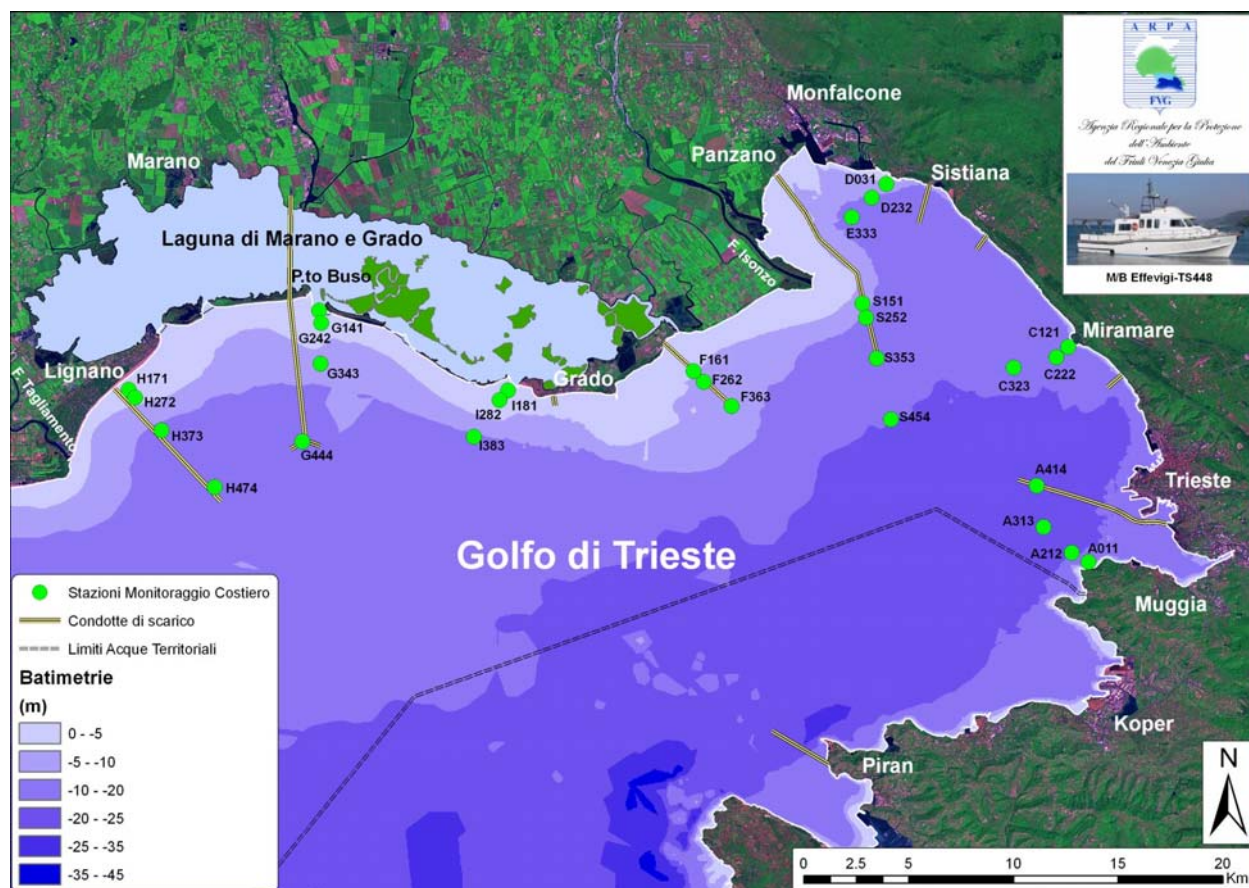 A R P A
FVG
Agenzia Regionale per la Protezione
dell'Ambiente
del Friuli Venezia Giulia
M/B Effevigi-TS448
Monfalcone
Panzano
Sistiana
Marano
D031
D232
E333
Laguna di Marano e Grado
F. Isonzo
P.to Buso
G141
G242
S151
S252
S353
Miramare
C121
C222
C323
Lignano
F. Tagliamento
G343
H171
H272
H373
H474
G444
F161
F262
F363
Grado
I181
I282
I383
S454
A414
Trieste
A313
A212
A011
Golfo di Trieste
Muggia
Koper
Piran
Stazioni Monitoraggio Costiero
Condotte di scarico
Limiti Acque Territoriali
Batimetrie
(m)
0 - -5
-5 - -10
-10 - -20
-20 - -25
-25 - -35
-35 - -45
N
0 2.5 5 10 15 20
Km